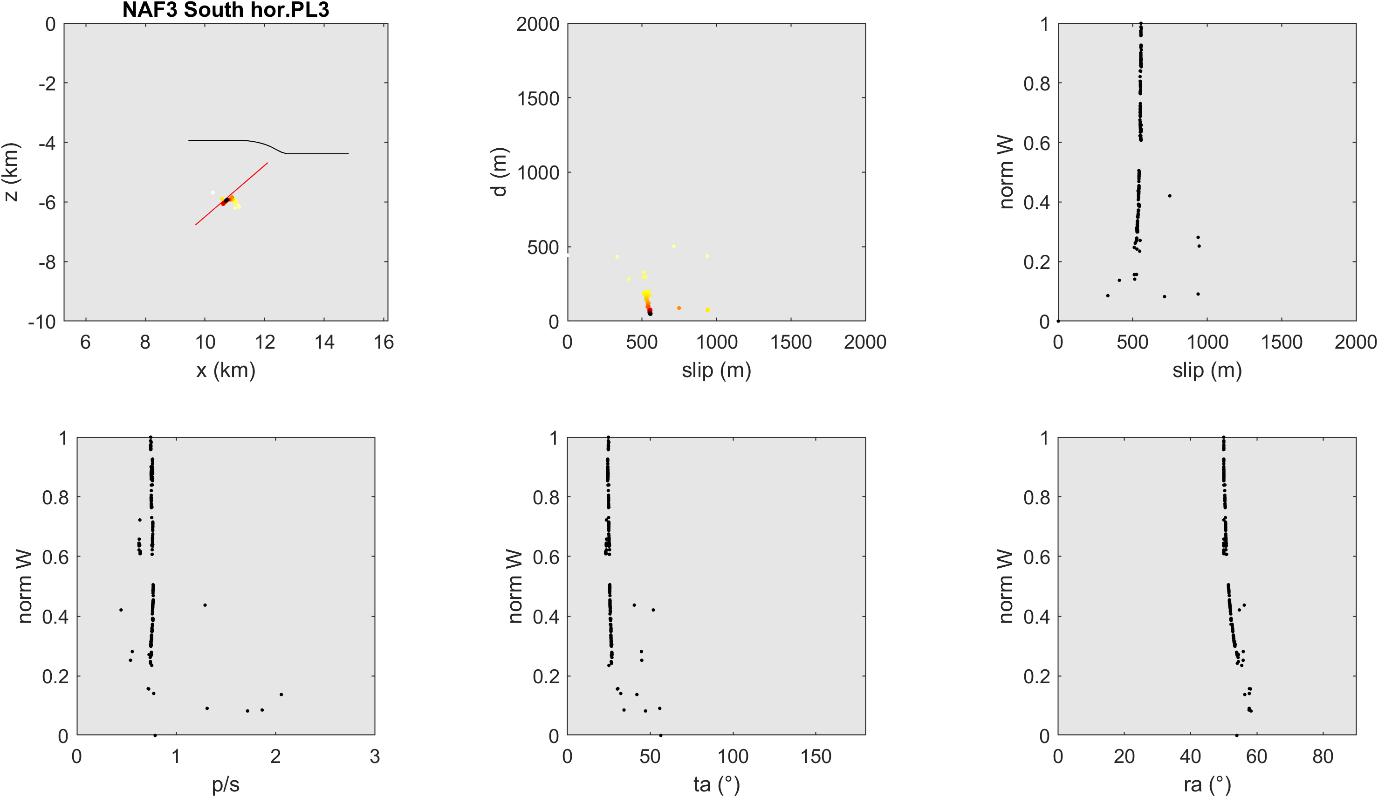 NAF3 South hor.PL3
0
-2
-4
-6
-8
-10
z (km)
6 8 10 12 14 16
x (km)
2000
1500
1000
500
0
d (m)
0 500 1000 1500 2000
slip (m)
1
0.8
0.6
0.4
0.2
0
norm W
0 500 1000 1500 2000
slip (m)
1
0.8
0.6
0.4
0.2
0
norm W
0 1 2 3
p/s
1
0.8
0.6
0.4
0.2
0
norm W
0 50 100 150
ta (°)
1
0.8
0.6
0.4
0.2
0
norm W
0 20 40 60 80
ra (°)